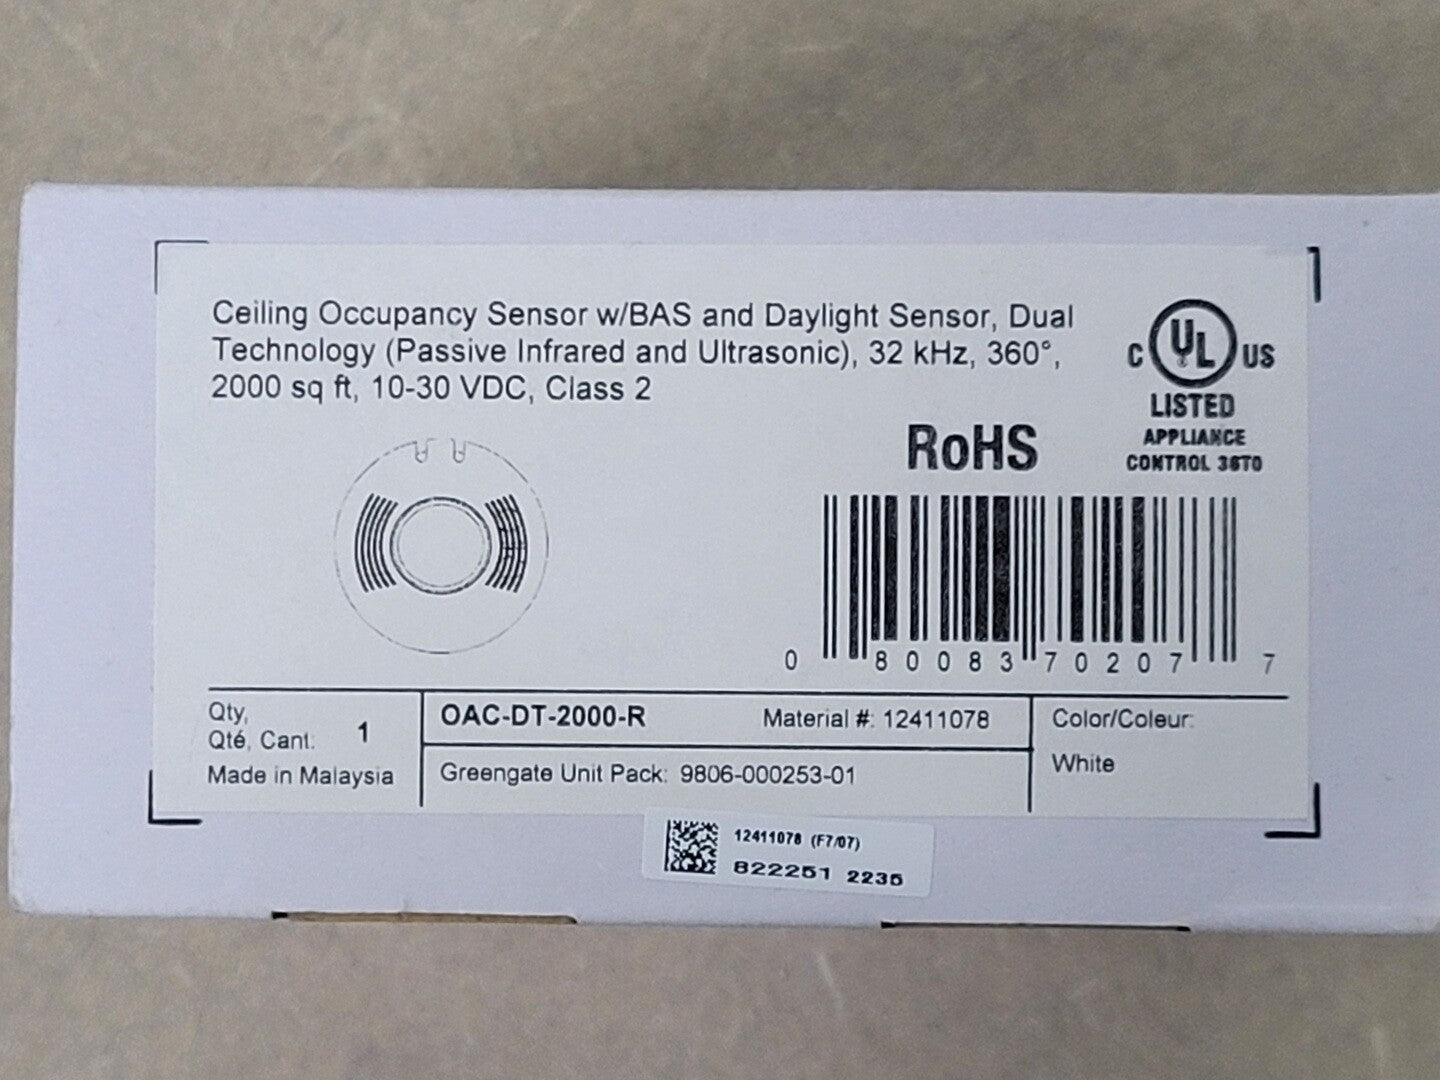 Ceiling Occupancy Sensor w/BAS and Daylight Sensor, Dual
Technology (Passive Infrared and Ultrasonic), 32 kHz, 360°,
2000 sq ft, 10-30 VDC, Class 2
C UL US
LISTED
APPLIANCE
CONTROL 36T0
RoHS
0 80083 70207 7
Qty,
Qté, Cant: 1
Made in Malaysia
OAC-DT-2000-R Material #: 12411078
Greengate Unit Pack: 9806-000253-01
Color/Coleur:
White
12411078 (F7/07)
822251 2235